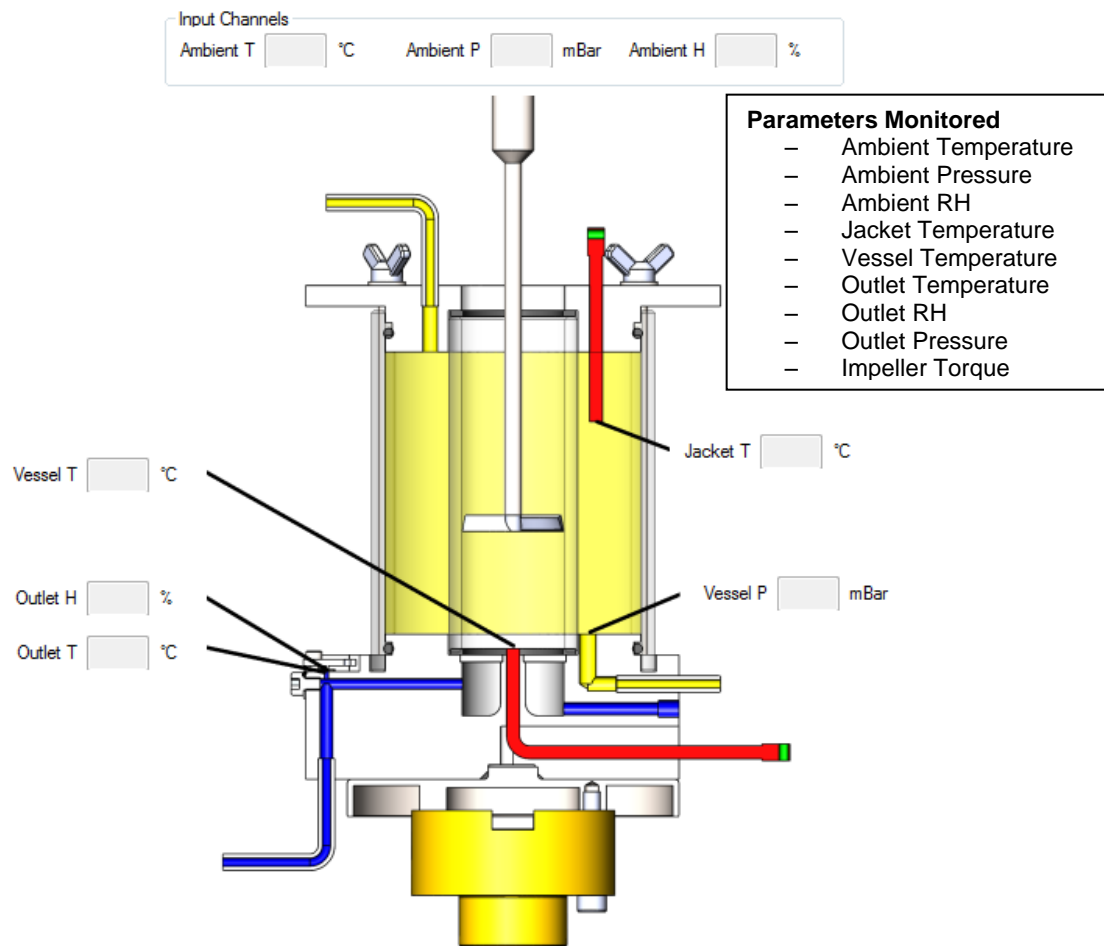 Input Channels
Ambient T °C Ambient P mBar Ambient H %
Parameters Monitored
– Ambient Temperature
– Ambient Pressure
– Ambient RH
– Jacket Temperature
– Vessel Temperature
– Outlet Temperature
– Outlet RH
– Outlet Pressure
– Impeller Torque
Jacket T °C
Vessel T °C
Outlet H %
Vessel P mBar
Outlet T °C